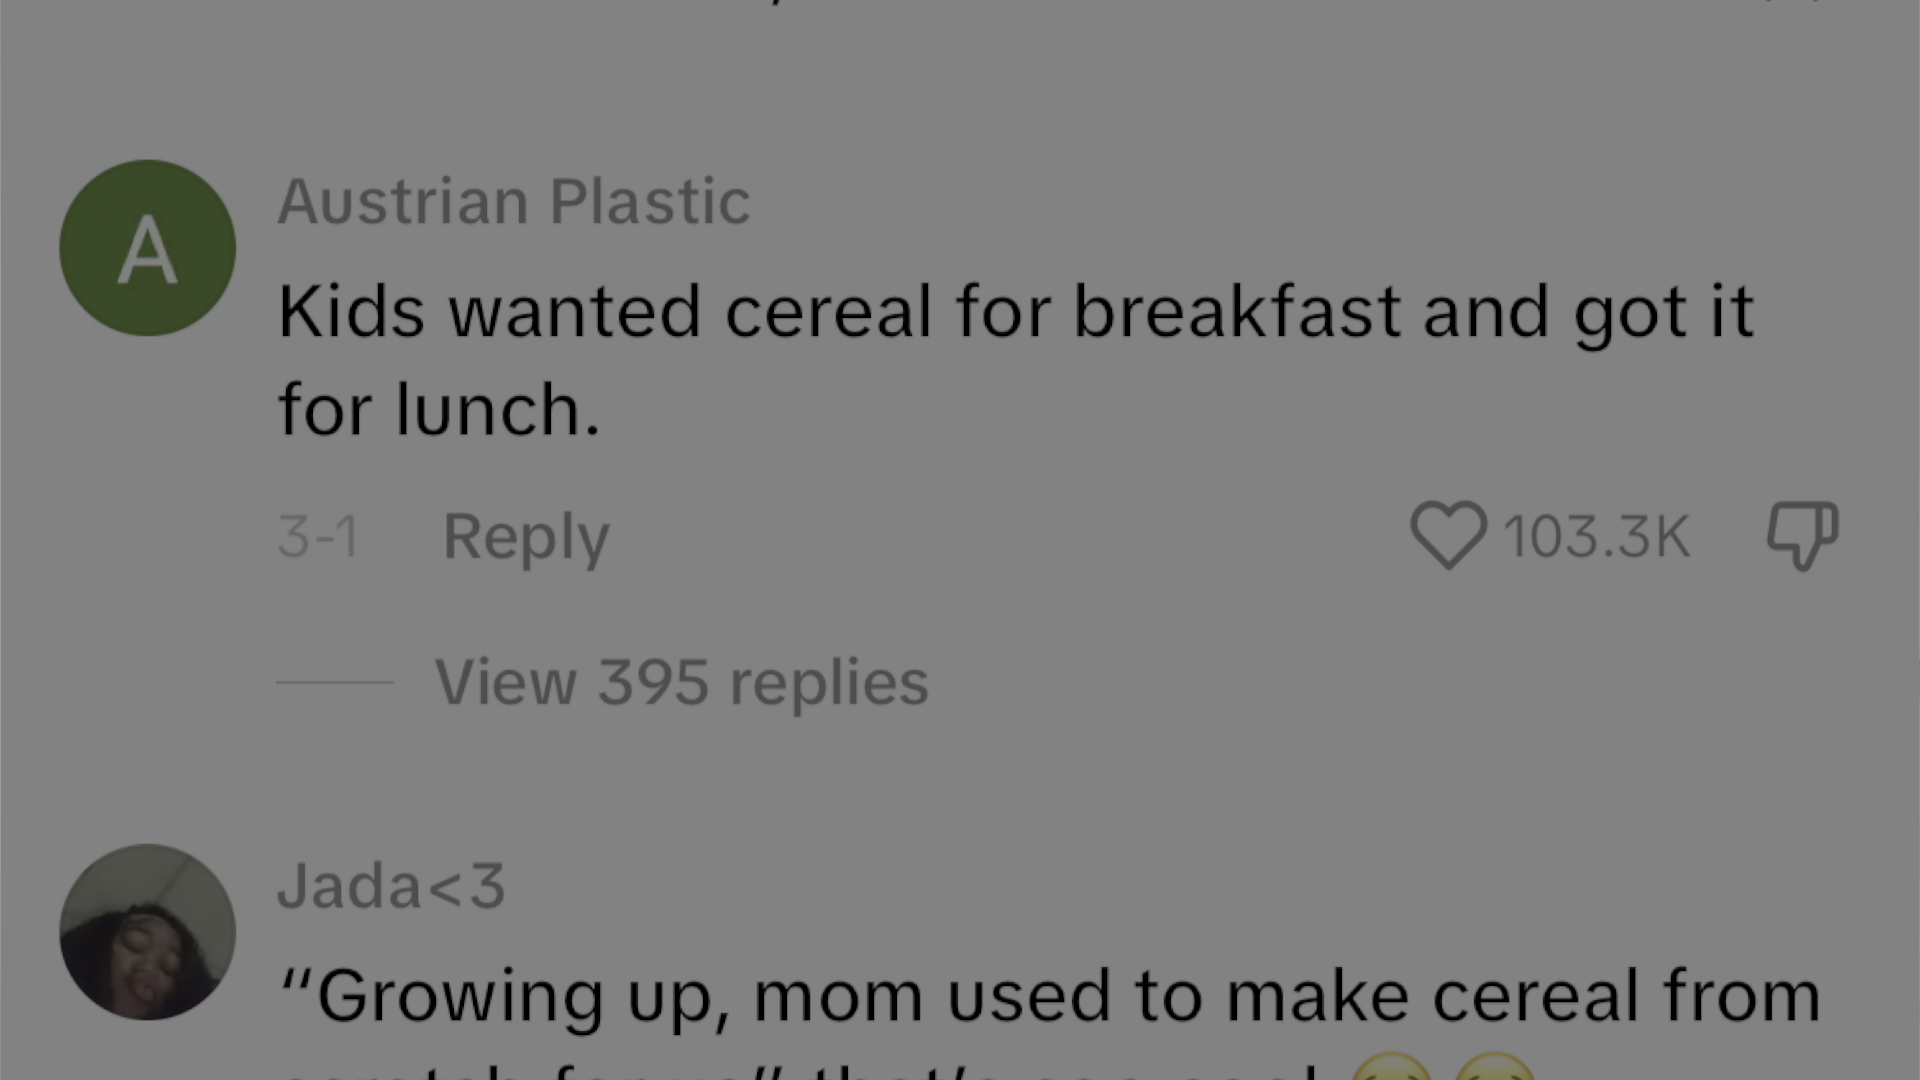 A
Austrian Plastic
Kids wanted cereal for breakfast and got it
for lunch.
3-1 Reply 103.3K
View 395 replies
Jada<3
“Growing up, mom used to make cereal from